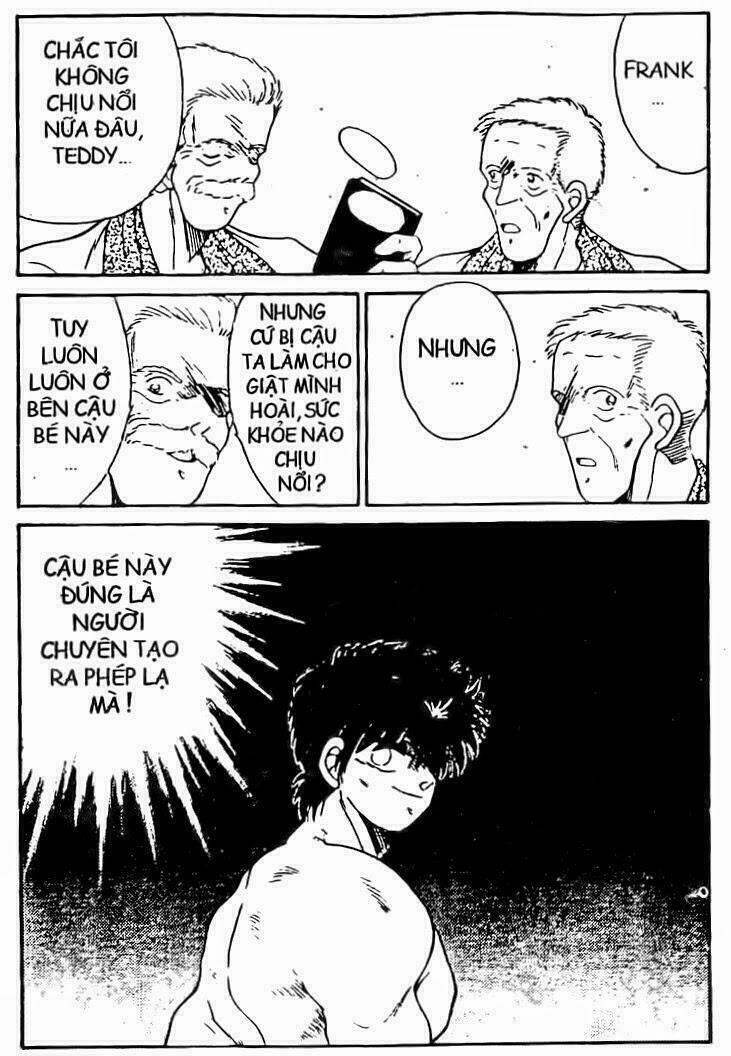 CHẮC TÔI
KHÔNG
CHỊU NỔI
NỮA ĐÂU,
TEDDY...
FRANK
...
TUY
LUÔN
LUÔN Ở
BÊN CẬU
BÉ NÀY
...
NHƯNG
CỨ BỊ CẬU
TA LÀM CHO
GIẬT MÌNH
HOÀI, SỨC
KHỎE NÀO
CHỊU
NỔI?
NHƯNG
...
CẬU BÉ NÀY
ĐÚNG LÀ
NGƯỜI
CHUYÊN TẠO
RA PHÉP LẠ
MÀ!